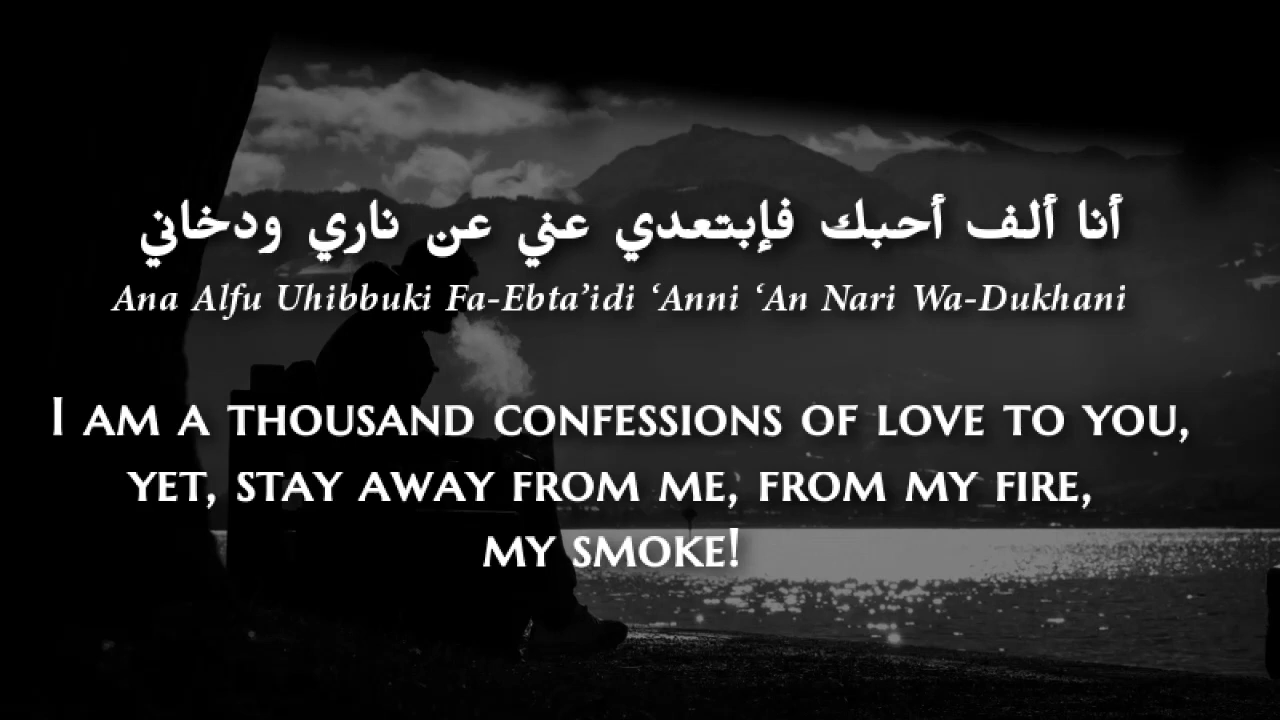 أنا ألف أحبك فإبتعدي عني عن ناري ودخاني
Ana Alfu Uhibbuki Fa-Ebta’idi ‘Anni ‘An Nari Wa-Dukhani
I am a thousand confessions of love to you,
yet, stay away from me, from my fire,
my smoke!